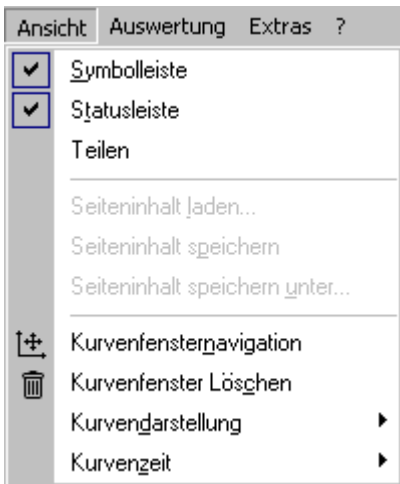 Ansicht Auswertung Extras ?
Symbolleiste
Statusleiste
Teilen
Seiteninhalt laden...
Seiteninhalt speichern
Seiteninhalt speichern unter...
Kurvenfensternavigation
Kurvenfenster Löschen
Kurvendarstellung
Kurvenzeit